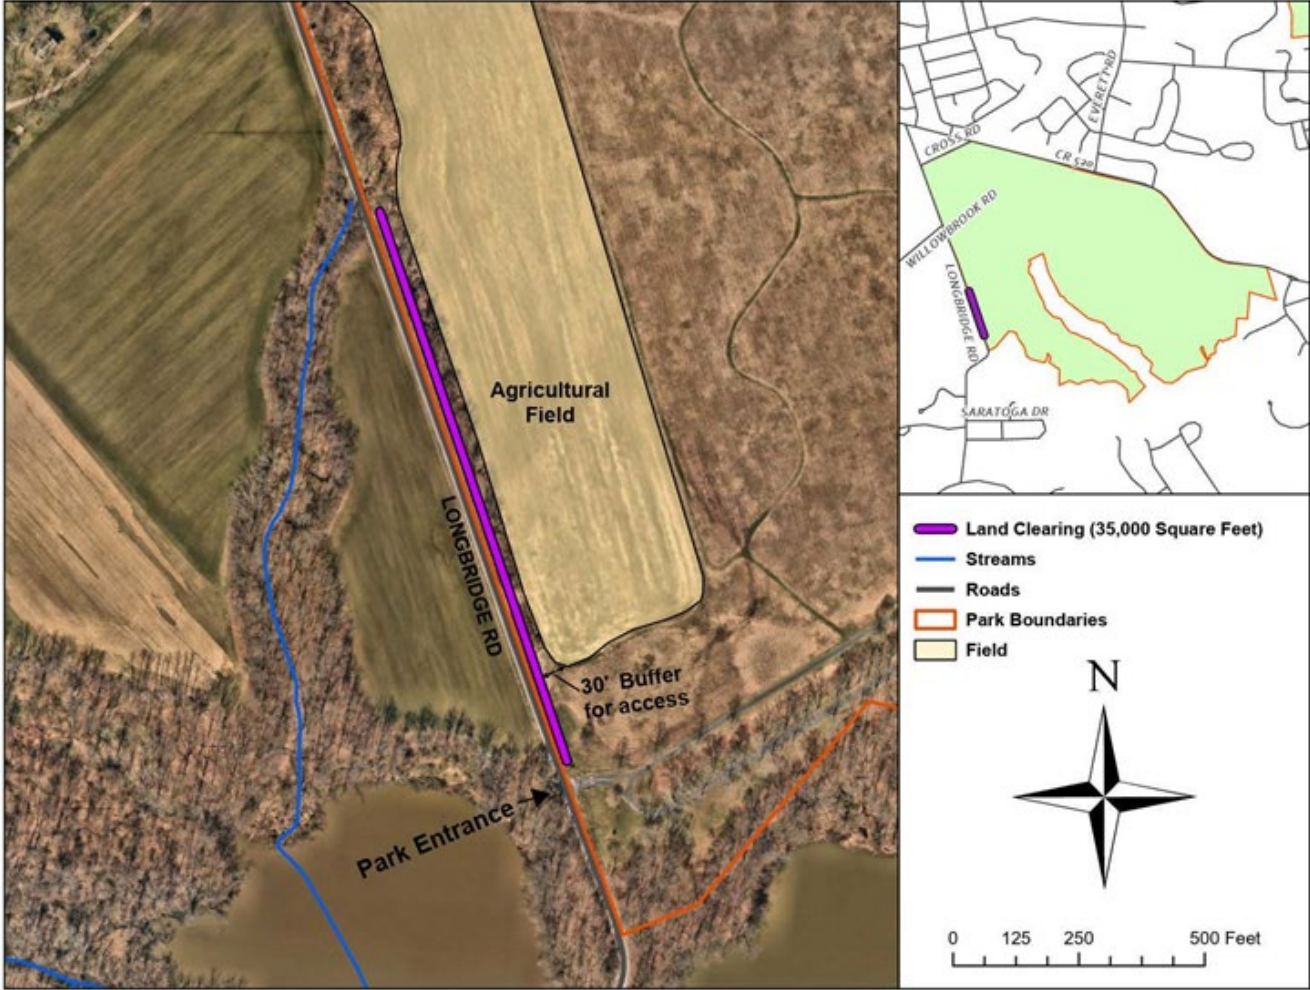 Agricultural
Field
LONGBRIDGE RD
30' Buffer
for access
Park Entrance
EVERETT RD
CROSS RD
CR 520
WILLOWBROOK RD
LONGBRIDGE RD
SARATOGA DR
Land Clearing (35,000 Square Feet)
Streams
Roads
Park Boundaries
Field
N
0 125 250 500 Feet